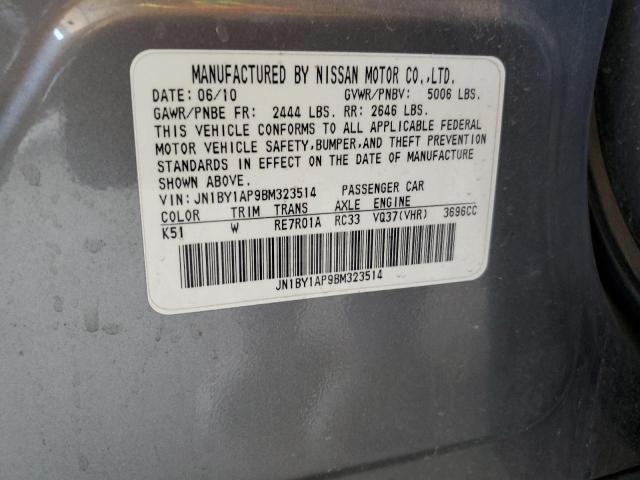 MANUFACTURED BY NISSAN MOTOR CO.,LTD.
DATE: 06/10 GVWR/PNBV: 5006 LBS.
GAWR/PNBE FR: 2444 LBS. RR: 2646 LBS.
THIS VEHICLE CONFORMS TO ALL APPLICABLE FEDERAL
MOTOR VEHICLE SAFETY,BUMPER,AND THEFT PREVENTION
STANDARDS IN EFFECT ON THE DATE OF MANUFACTURE
SHOWN ABOVE.
VIN: JN1BY1AP9BM323514 PASSENGER CAR
COLOR TRIM TRANS AXLE ENGINE
K51 W RE7R01A RC33 VQ37(VHR) 3696CC
JN1BY1AP9BM323514